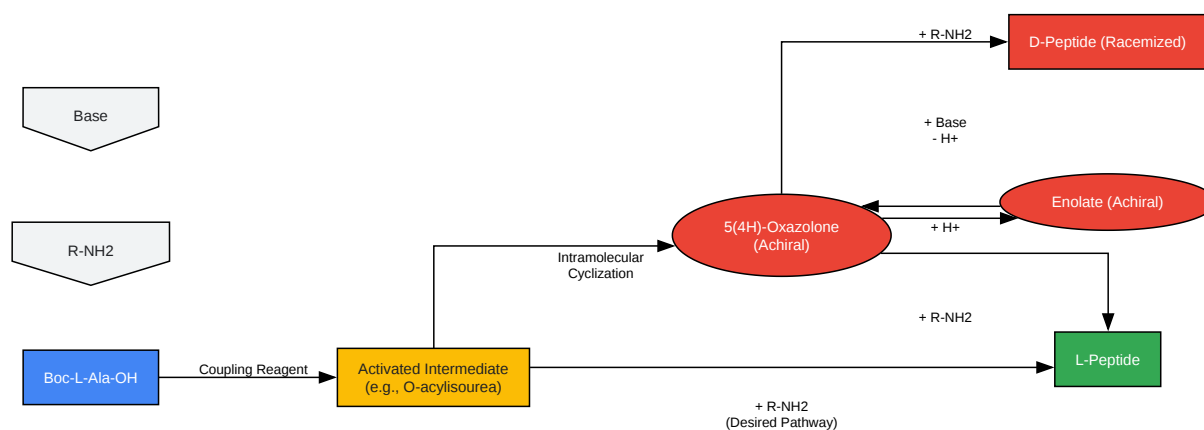 + R-NH2
D-Peptide (Racemized)
Base
+ Base
- H+
Enolate (Achiral)
5(4H)-Oxazolone
(Achiral)
+ H+
R-NH2
Intramolecular
Cyclization
+ R-NH2
Boc-L-Ala-OH
Coupling Reagent
Activated Intermediate
(e.g., O-acylisourea)
L-Peptide
+ R-NH2
(Desired Pathway)